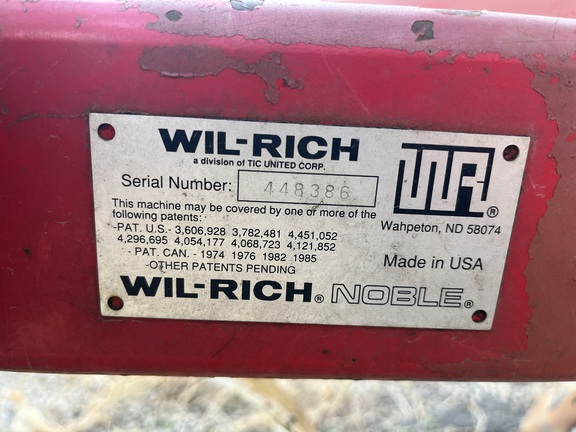 WIL-RICH
a division of TIC UNITED CORP.
Serial Number: 448386
WR®
Wahpeton, ND 58074
This machine may be covered by one or more of the
following patents:
-PAT. U.S.- 3,606,928 3,782,481 4,451,052
4,296,695 4,054,177 4,068,723 4,121,852
- PAT. CAN. - 1974 1976 1982 1985
-OTHER PATENTS PENDING
Made in USA
WIL-RICH® NOBLE®